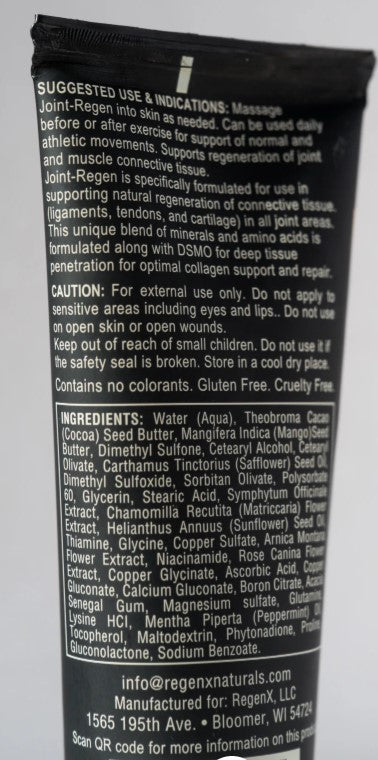 SUGGESTED USE & INDICATIONS: Massage
Joint-Regen into skin as needed. Can be used daily
before or after exercise for support of normal and
athletic movements. Supports regeneration of joint
and muscle connective tissue.
Joint-Regen is specifically formulated for use in
supporting natural regeneration of connective tissue.
(ligaments, tendons, and cartilage) in all joint areas.
This unique blend of minerals and amino acids is
formulated along with DSMO for deep tissue
penetration for optimal collagen support and repair.
CAUTION: For external use only. Do not apply to
sensitive areas including eyes and lips.. Do not use
on open skin or open wounds.
Keep out of reach of small children. Do not use it if
the safety seal is broken. Store in a cool dry place.
Contains no colorants. Gluten Free. Cruelty Free.
INGREDIENTS: Water (Aqua), Theobroma Cacao
(Cocoa) Seed Butter, Mangifera Indica (Mango)Seed
Butter, Dimethyl Sulfone, Cetearyl Alcohol, Cetearyl
Olivate, Carthamus Tinctorius (Safflower) Seed Oil,
Dimethyl Sulfoxide, Sorbitan Olivate, Polysorbate
60, Glycerin, Stearic Acid, Symphytum Officinale
Extract, Chamomilla Recutita (Matriccaria) Flower
Extract, Helianthus Annuus (Sunflower) Seed Oil,
Thiamine, Glycine, Copper Sulfate, Arnica Montana
Flower Extract, Niacinamide, Rose Canina Flower
Extract, Copper Glycinate, Ascorbic Acid, Copper
Gluconate, Calcium Gluconate, Boron Citrate, Acacia
Senegal Gum, Magnesium sulfate, Glutamine,
Lysine HCl, Mentha Piperta (Peppermint) Oil,
Tocopherol, Maltodextrin, Phytonadione, Proline,
Gluconolactone, Sodium Benzoate.
info@regenxnaturals.com
Manufactured for: RegenX, LLC
1565 195th Ave. • Bloomer, WI 54724
Scan QR code for more information on this